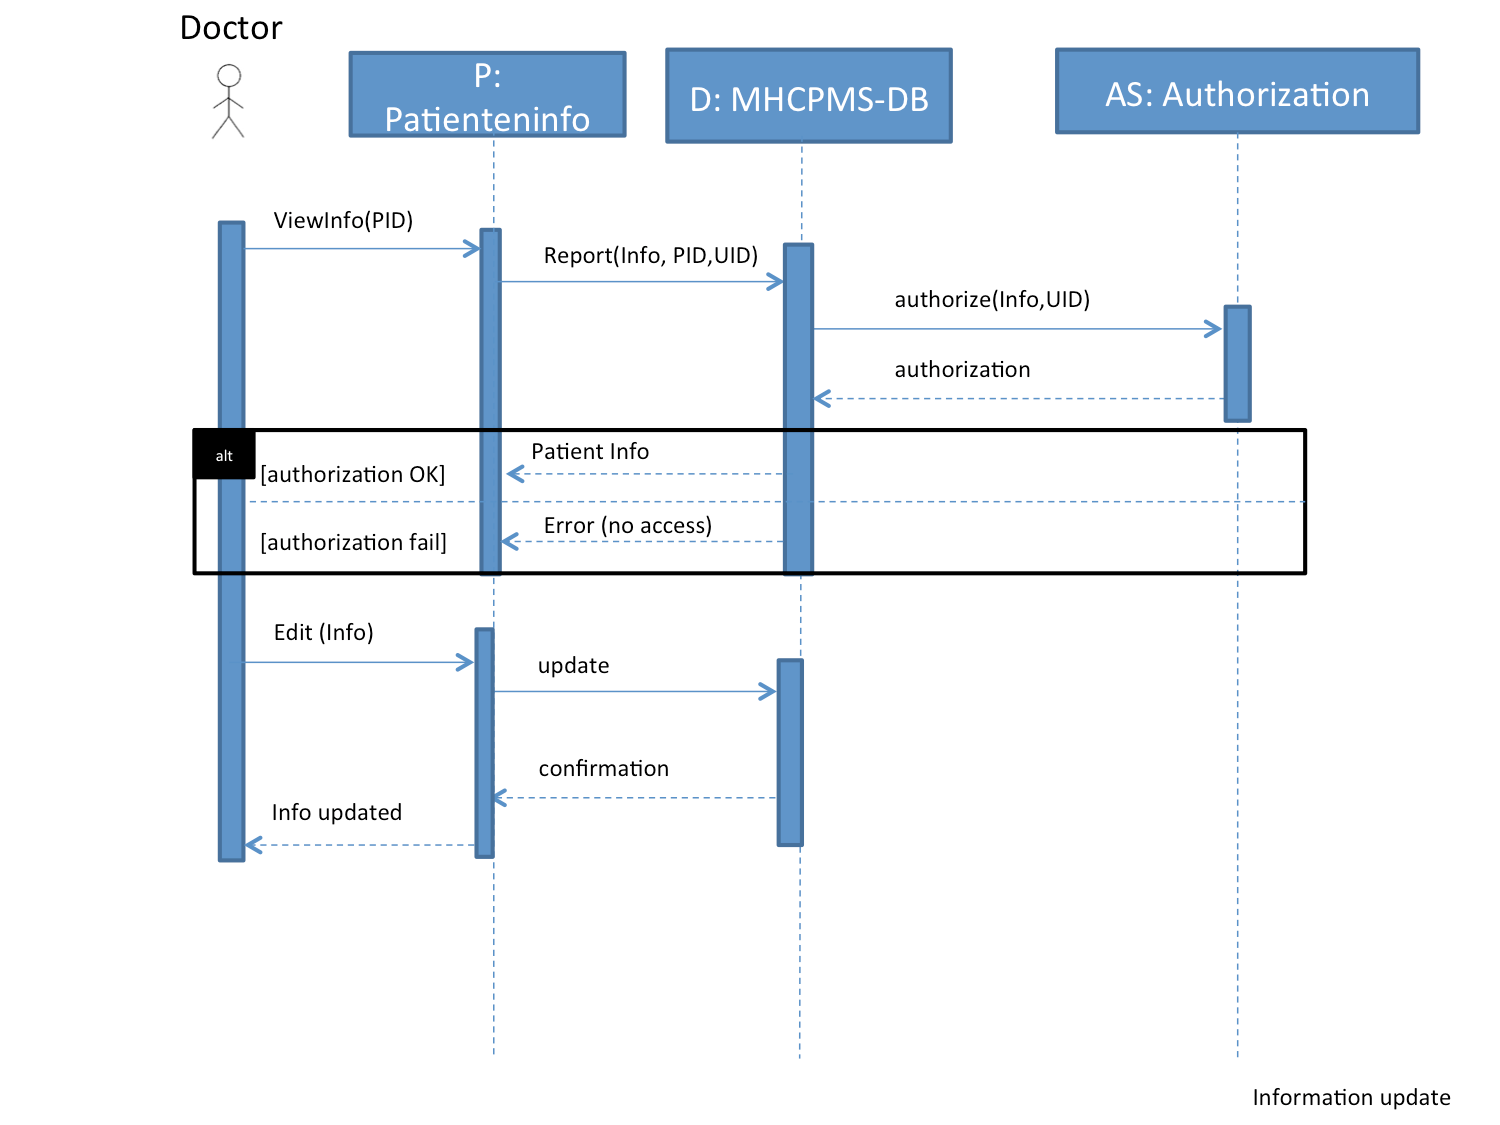 Doctor
P:
Patienteninfo
D: MHCPMS-DB
AS: Authorization
ViewInfo(PID)
Report(Info, PID,UID)
authorize(Info,UID)
authorization
alt
Patient Info
[authorization OK]
Error (no access)
[authorization fail]
Edit (Info)
update
confirmation
Info updated
Information update